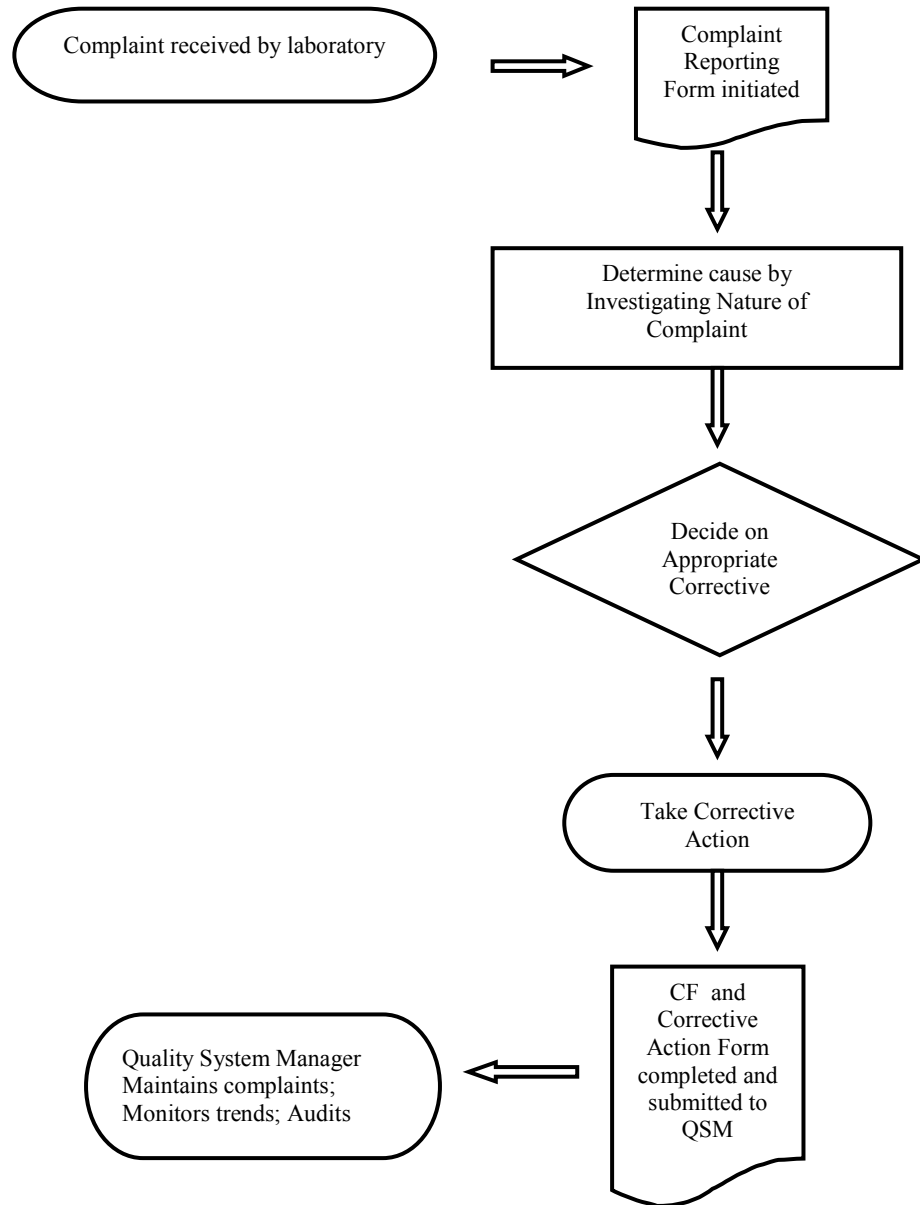 Complaint received by laboratory
Complaint
Reporting
Form initiated
Determine cause by
Investigating Nature of
Complaint
Decide on
Appropriate
Corrective
Take Corrective
Action
CF and
Corrective
Action Form
completed and
submitted to
QSM
Quality System Manager
Maintains complaints;
Monitors trends; Audits